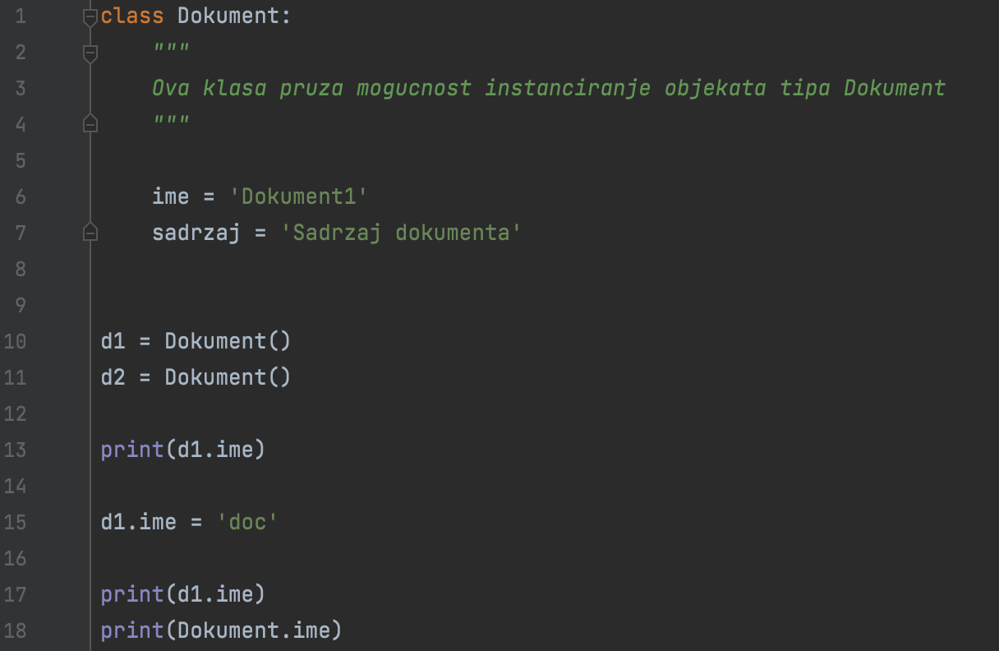 1 class Dokument:
2 """
3 Ova klasa pruza mogucnost instanciranje objekata tipa Dokument
4 """
5
6 ime = 'Dokument1'
7 sadrzaj = 'Sadrzaj dokumenta'
8
9
10 d1 = Dokument()
11 d2 = Dokument()
12
13 print(d1.ime)
14
15 d1.ime = 'doc'
16
17 print(d1.ime)
18 print(Dokument.ime)